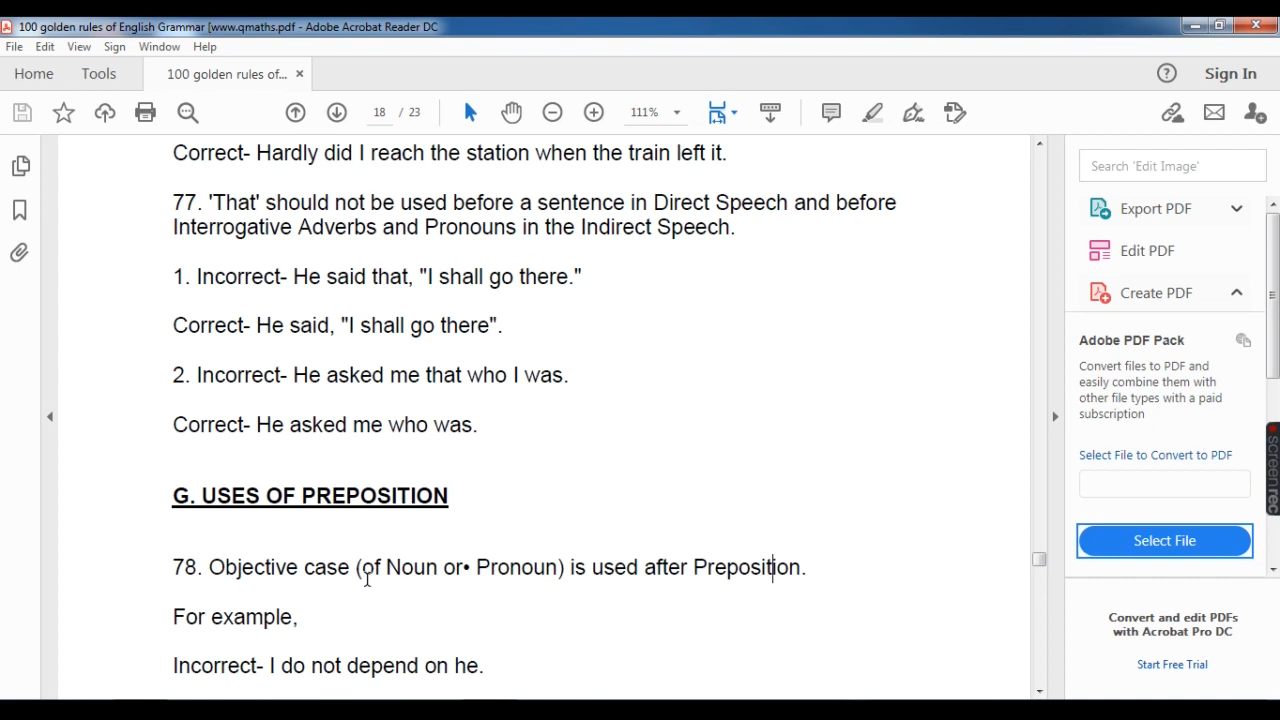 100 golden rules of English Grammar [www.qmaths.pdf - Adobe Acrobat Reader DC
File Edit View Sign Window Help
Home Tools 100 golden rules of... × ? Sign In
18 / 23 111%
Correct- Hardly did I reach the station when the train left it.
77. 'That' should not be used before a sentence in Direct Speech and before
Interrogative Adverbs and Pronouns in the Indirect Speech.
1. Incorrect- He said that, "I shall go there."
Correct- He said, "I shall go there".
2. Incorrect- He asked me that who I was.
Correct- He asked me who was.
G. USES OF PREPOSITION
78. Objective case (of Noun or• Pronoun) is used after Preposition.
For example,
Incorrect- I do not depend on he.
Search 'Edit Image'
Export PDF
Edit PDF
Create PDF
Adobe PDF Pack
Convert files to PDF and
easily combine them with
other file types with a paid
subscription
Select File to Convert to PDF
Select File
Convert and edit PDFs
with Acrobat Pro DC
Start Free Trial
screenrec